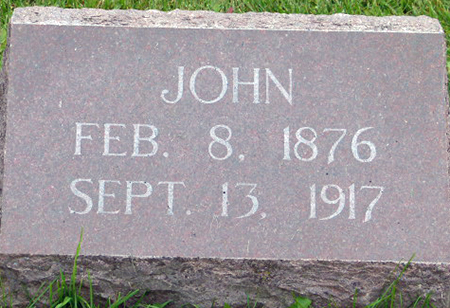 JOHN
FEB. 8, 1876
SEPT. 13, 1917